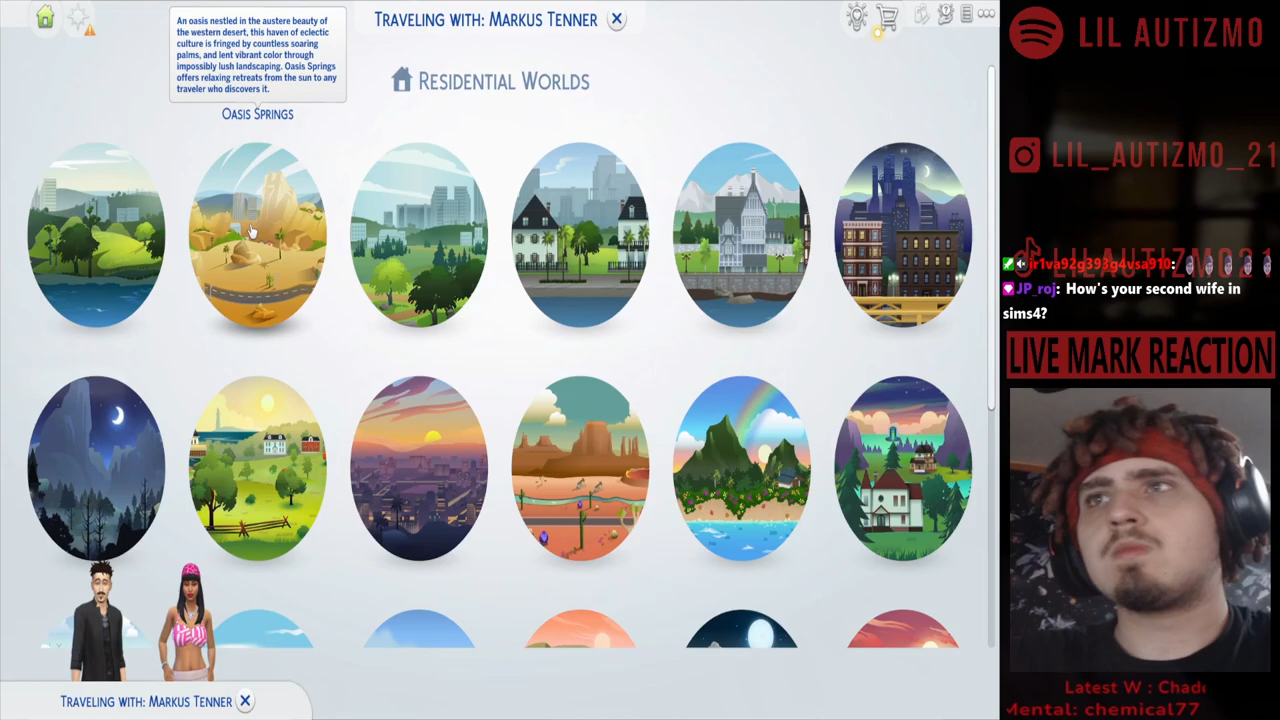 An oasis nestled in the austere beauty of
the western desert, this haven of eclectic
culture is fringed by countless soaring
palms, and lent vibrant color through
impossibly lush landscaping. Oasis Springs
offers relaxing retreats from the sun to any
traveler who discovers it.
Oasis Springs
Traveling with: Markus Tenner
Residential Worlds
Traveling with: Markus Tenner
LIL AUTIZMO
LIL_AUTIZMO_21
LIL AUTIZMO21
JP_roj: How's your second wife in
sims4?
LIVE MARK REACTION
Latest W : Chad
Mental: chemical77